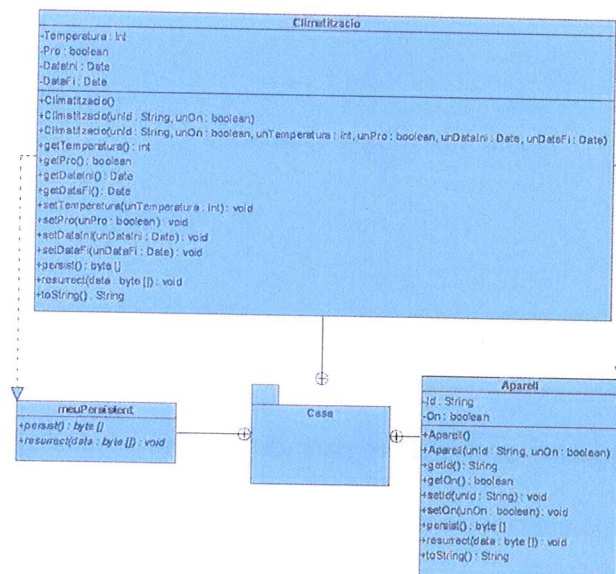 Climatitzacio
-Temperatura : int
-Pro : boolean
-DataIni : Date
-DataFi : Date
+Climatitzacio()
+Climatitzacio(unId : String, unOn : boolean)
+Climatitzacio(unId : String, unOn : boolean, unTemperatura : int, unPro : boolean, unDataIni : Date, unDataFi : Date)
+getTemperatura() : int
+getPro() : boolean
+getDataIni() : Date
+getDataFi() : Date
+setTemperatura(unTemperatura : int) : void
+setPro(unPro : boolean) : void
+setDataIni(unDataIni : Date) : void
+setDataFi(unDataFi : Date) : void
+persist() : byte []
+resurrect(data : byte []) : void
+toString() : String
meuPersistent
+persist() : byte []
+resurrect(data : byte []) : void
Casa
Aparell
-Id : String
-On : boolean
+Aparell()
+Aparell(unId : String, unOn : boolean)
+getId() : String
+getOn() : boolean
+setId(unId : String) : void
+setOn(unOn : boolean) : void
+persist() : byte []
+resurrect(data : byte []) : void
+toString() : String